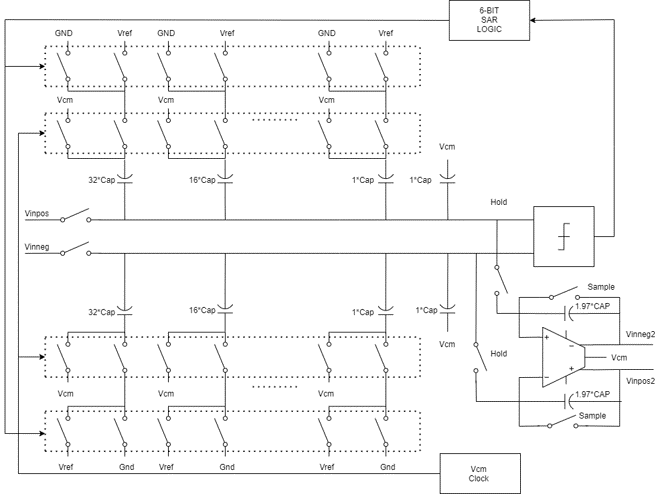 6-BIT
SAR
LOGIC
GND Vref GND Vref GND Vref
Vcm Vcm Vcm
Vcm
32*Cap 16*Cap 1*Cap 1*Cap
Hold
Vinpos
Vinneg
Sample
1.97*CAP
32*Cap 16*Cap 1*Cap 1*Cap
+
−
Vinneg2
Vcm
Hold
Vcm
−
+
Vinpos2
1.97*CAP
Vcm Vcm Vcm
Sample
Vref Gnd Vref Gnd Vref Gnd
Vcm
Clock